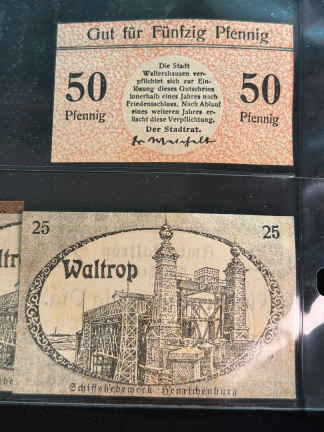 Gut für Fünfzig Pfennig
Die Stadt
Waltershausen ver-
pflichtet sich zur Ein-
lösung dieses Gutscheins
innerhalb eines Jahres nach
Friedensschluss. Nach Ablauf
eines weiteren Jahres er-
lischt diese Verpflichtung.
Der Stadtrat.
50
Pfennig
50
Pfennig
25
25
Waltrop
Schiffshebewerk Henrichenburg
ltr